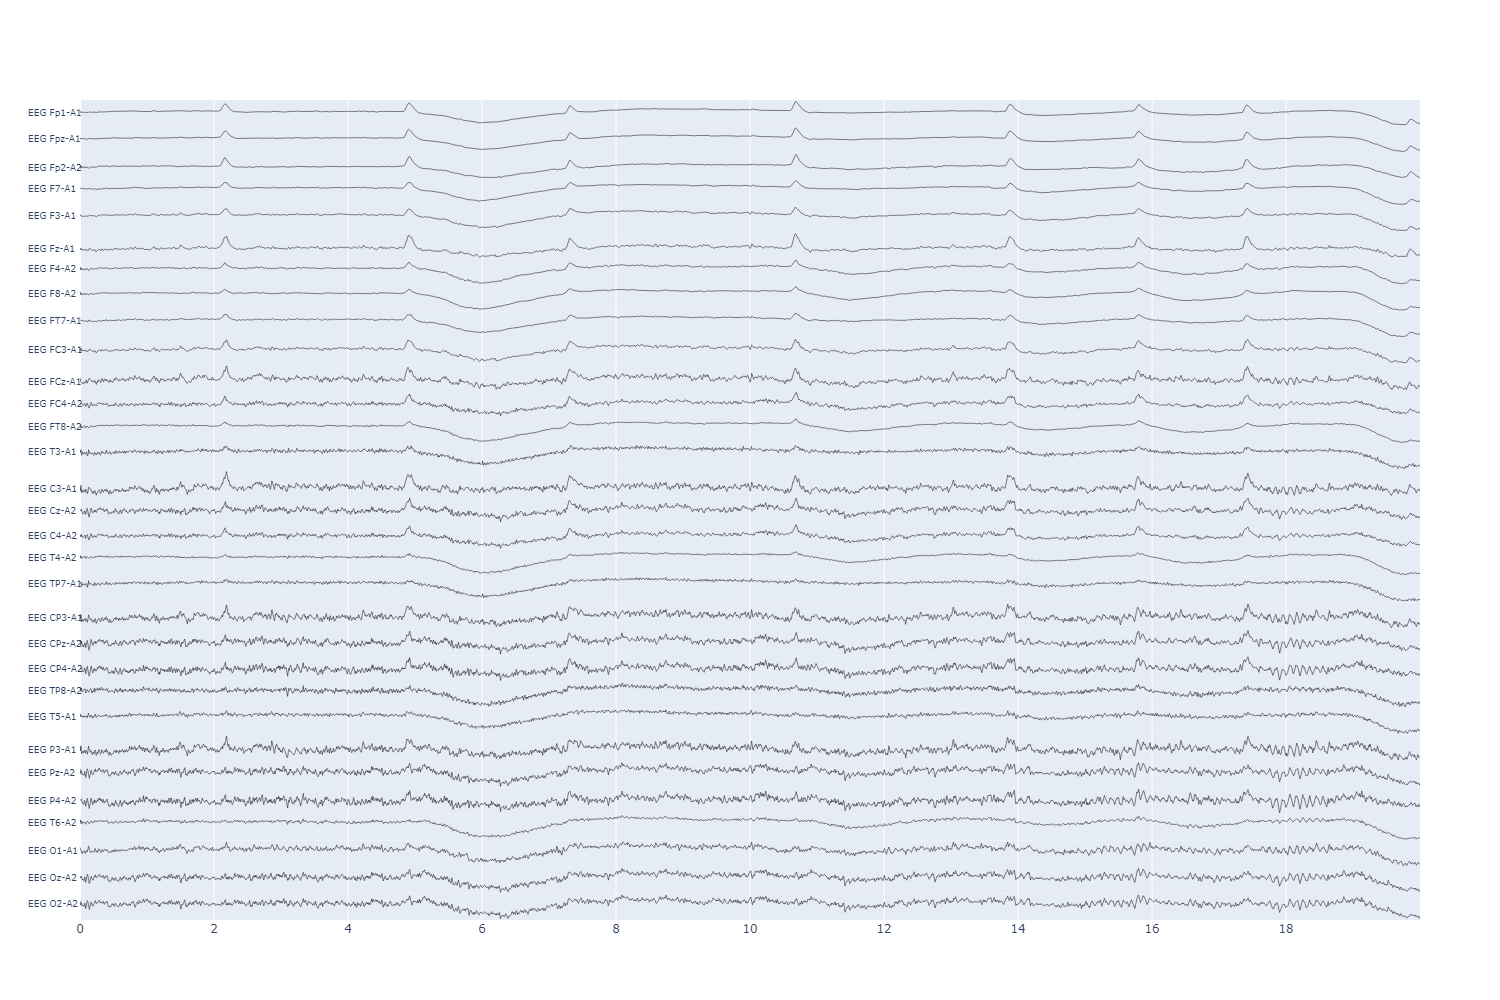 EEG Fp1-A1
EEG Fpz-A1
EEG Fp2-A2
EEG F7-A1
EEG F3-A1
EEG Fz-A1
EEG F4-A2
EEG F8-A2
EEG FT7-A1
EEG FC3-A1
EEG FCz-A1
EEG FC4-A2
EEG FT8-A2
EEG T3-A1
EEG C3-A1
EEG Cz-A2
EEG C4-A2
EEG T4-A2
EEG TP7-A1
EEG CP3-A1
EEG CPz-A2
EEG CP4-A2
EEG TP8-A2
EEG T5-A1
EEG P3-A1
EEG Pz-A2
EEG P4-A2
EEG T6-A2
EEG O1-A1
EEG Oz-A2
EEG O2-A2
0 2 4 6 8 10 12 14 16 18